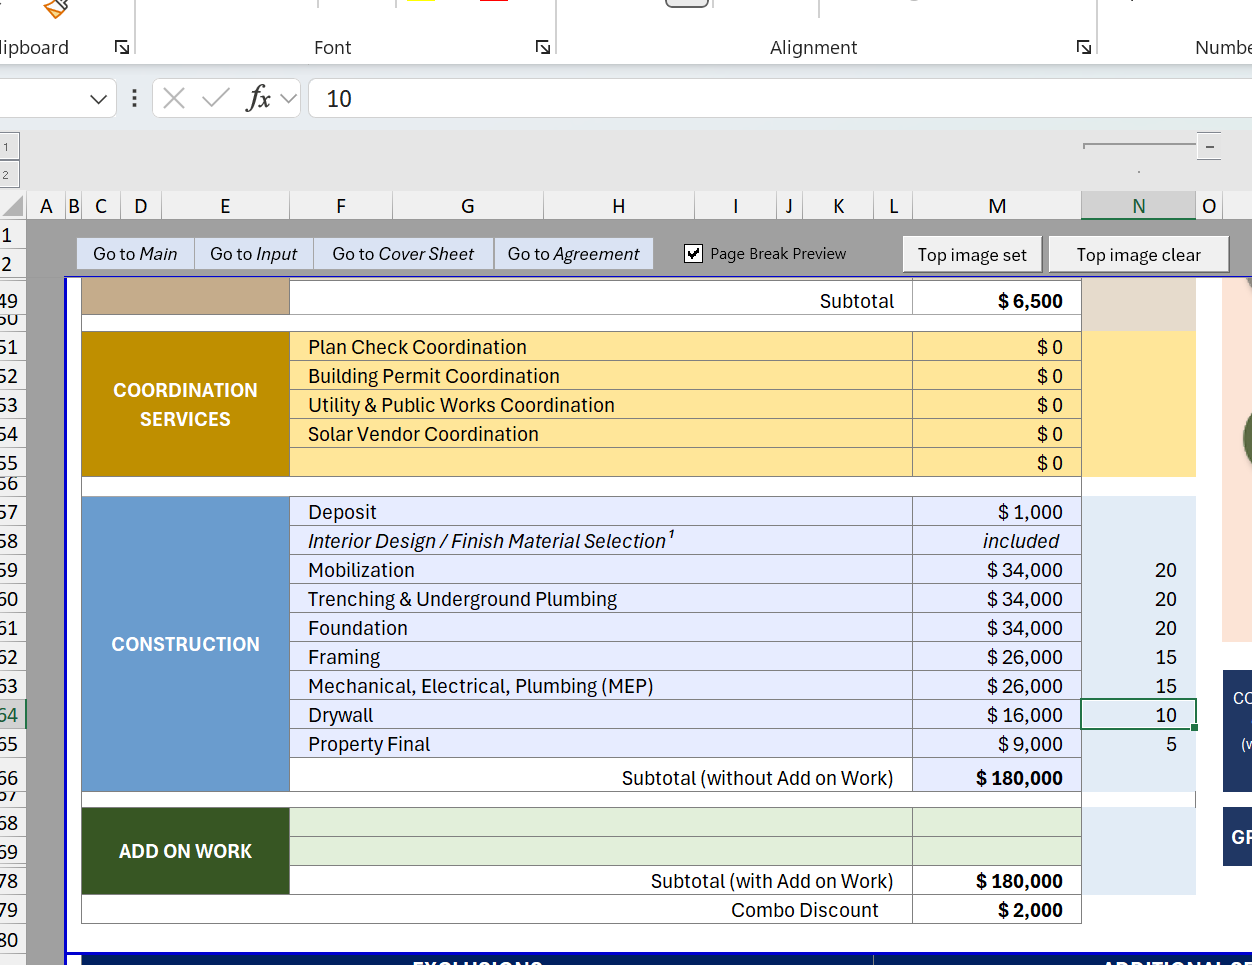 lipboard Font Alignment Numbe
fx 10
1
2
A B C D E F G H I J K L M N O
1
2
Go to Main Go to Input Go to Cover Sheet Go to Agreement Page Break Preview Top image set Top image clear
49 Subtotal $ 6,500
50
51 Plan Check Coordination $ 0
52 Building Permit Coordination $ 0
COORDINATION SERVICES
53 Utility & Public Works Coordination $ 0
54 Solar Vendor Coordination $ 0
55 $ 0
56
57 Deposit $ 1,000
58 Interior Design / Finish Material Selection¹ included
59 Mobilization $ 34,000 20
60 Trenching & Underground Plumbing $ 34,000 20
61 Foundation $ 34,000 20
CONSTRUCTION
62 Framing $ 26,000 15
63 Mechanical, Electrical, Plumbing (MEP) $ 26,000 15
64 Drywall $ 16,000 10
65 Property Final $ 9,000 5
66 Subtotal (without Add on Work) $ 180,000
67
68
69
ADD ON WORK
78 Subtotal (with Add on Work) $ 180,000
79 Combo Discount $ 2,000
80
CO
(w
GR
EXCLUSIONS